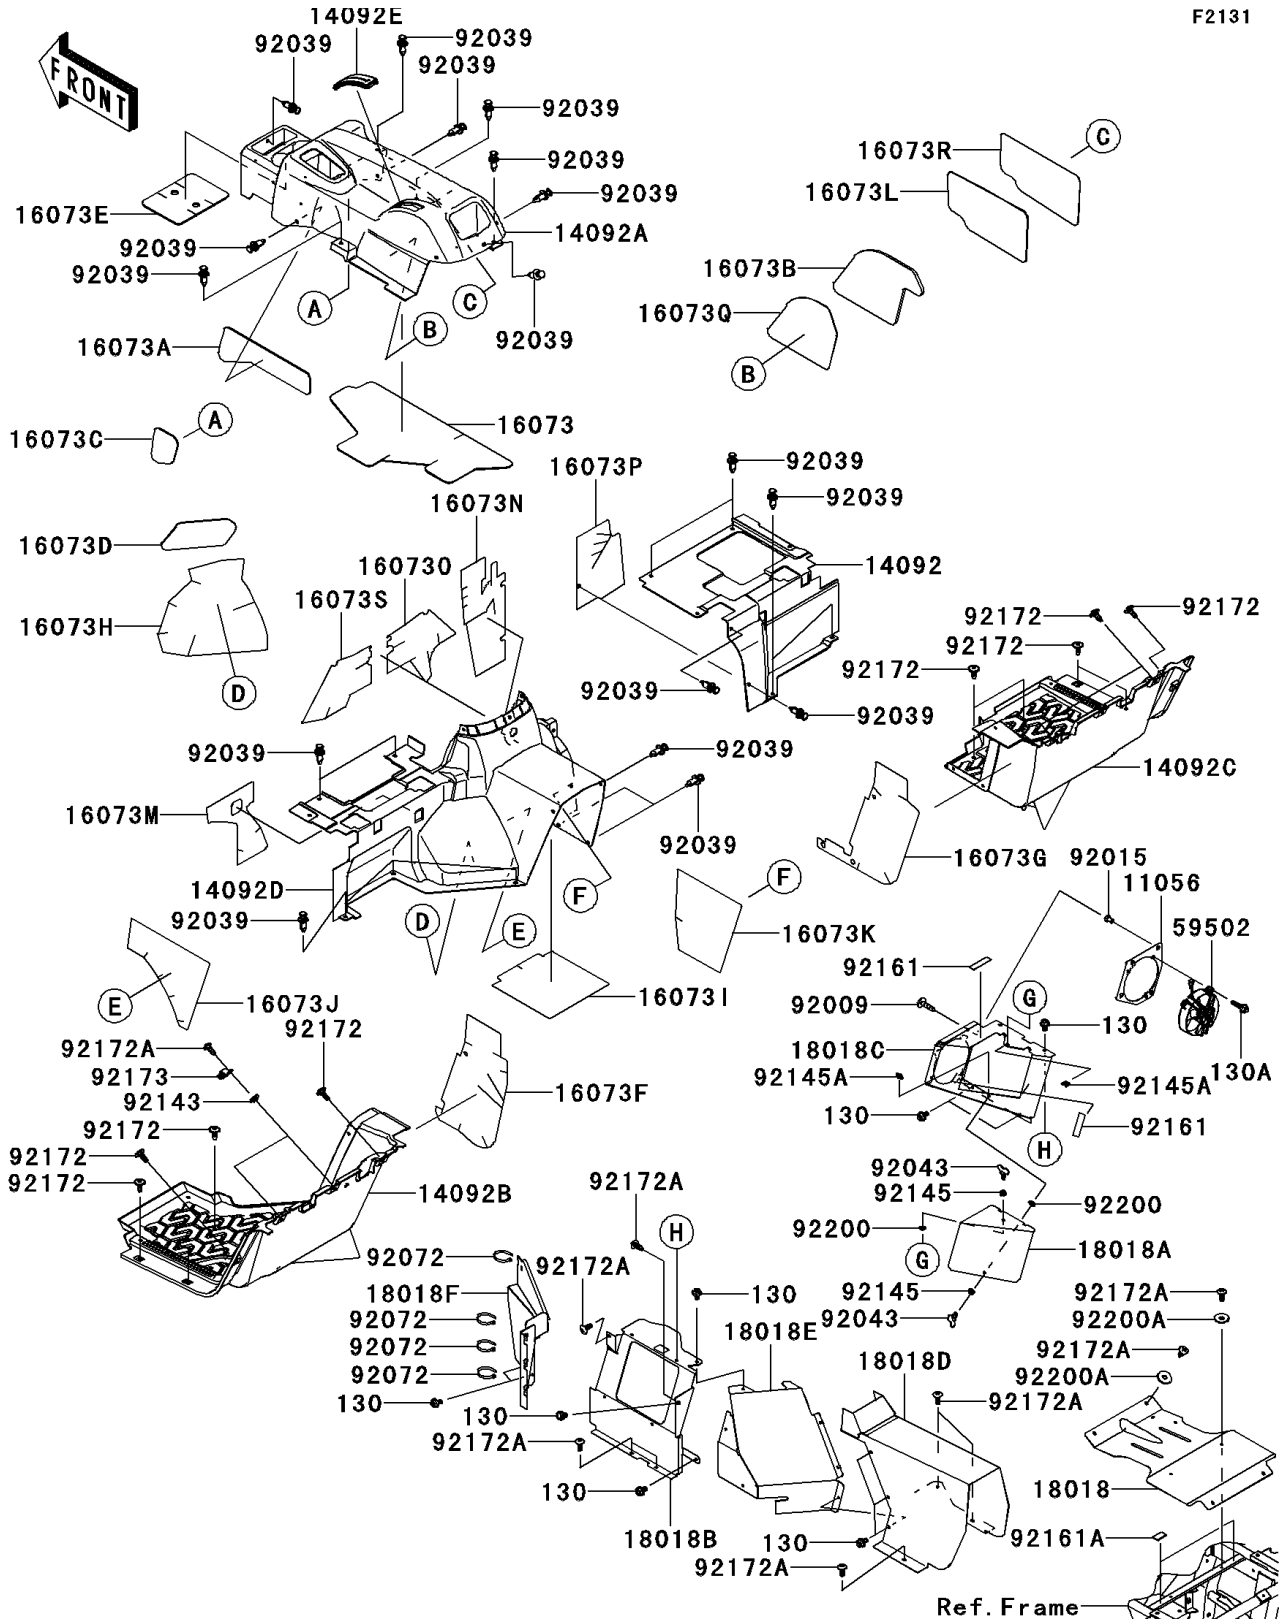 14092E
F2131
92039
92039
92039
FRONT
92039
92039
16073R
C
16073L
92039
16073E
14092A
92039
92039
16073B
A
C
B
16073Q
92039
16073A
B
16073C
A
16073
16073P
92039
92039
16073N
16073D
16073O
14092
16073S
16073H
92172
92172
92172
92172
D
92039
92039
92039
92039
14092C
16073M
92039
16073G
92015
11056
14092D
F
F
59502
92039
D
E
16073K
92161
16073I
G
E
16073J
92009
130
92172
92172A
18018C
92173
92145A
92145A
130A
92143
16073F
130
92161
92172
H
92172
92043
92172
92145
14092B
92172A
92200
92200
H
G
18018A
92072
92172A
92145
92172A
18018F
130
92043
92200A
92072
18018E
92072
92172A
92072
18018D
92200A
130
130
92172A
92172A
130
18018
18018B
130
92161A
92172A
Ref.Frame